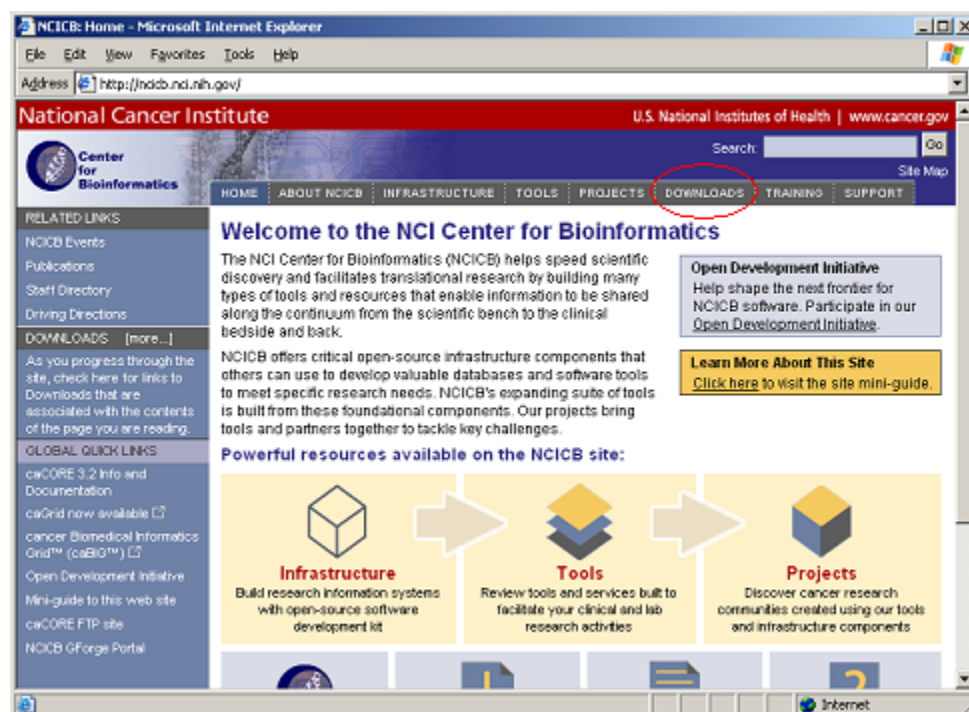 NCICB: Home - Microsoft Internet Explorer
File Edit View Favorites Tools Help
Address http://ncicb.nci.nih.gov/
National Cancer Institute
U.S. National Institutes of Health | www.cancer.gov
Center
for
Bioinformatics
Search: Go
Site Map
HOME ABOUT NCICB INFRASTRUCTURE TOOLS PROJECTS DOWNLOADS TRAINING SUPPORT
RELATED LINKS
NCICB Events
Publications
Staff Directory
Driving Directions
DOWNLOADS [more...]
As you progress through the
site, check here for links to
Downloads that are
associated with the contents
of the page you are reading.
GLOBAL QUICK LINKS
caCORE 3.2 Info and
Documentation
caGrid now available
cancer Biomedical Informatics
Grid™ (caBIG™)
Open Development Initiative
Mini-guide to this web site
caCORE FTP site
NCICB GForge Portal
Welcome to the NCI Center for Bioinformatics
The NCI Center for Bioinformatics (NCICB) helps speed scientific
discovery and facilitates translational research by building many
types of tools and resources that enable information to be shared
along the continuum from the scientific bench to the clinical
bedside and back.
NCICB offers critical open-source infrastructure components that
others can use to develop valuable databases and software tools
to meet specific research needs. NCICB's expanding suite of tools
is built from these foundational components. Our projects bring
tools and partners together to tackle key challenges.
Open Development Initiative
Help shape the next frontier for
NCICB software. Participate in our
Open Development Initiative.
Learn More About This Site
Click here to visit the site mini-guide.
Powerful resources available on the NCICB site:
Infrastructure
Build research information systems
with open-source software
development kit
Tools
Review tools and services built to
facilitate your clinical and lab
research activities
Projects
Discover cancer research
communities created using our tools
and infrastructure components
Internet